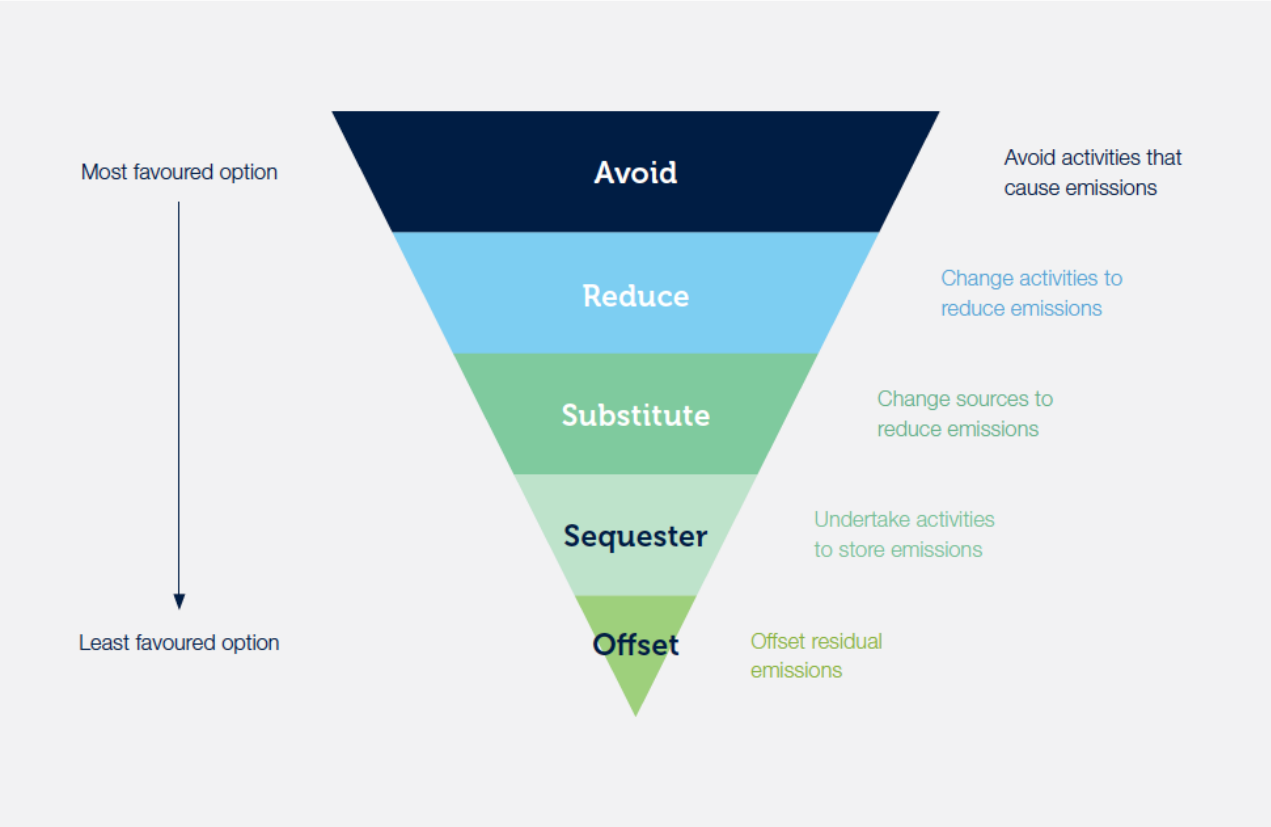 Most favoured option
Avoid
Avoid activities that
cause emissions
Reduce
Change activities to
reduce emissions
Substitute
Change sources to
reduce emissions
Sequester
Undertake activities
to store emissions
Least favoured option
Offset
Offset residual
emissions